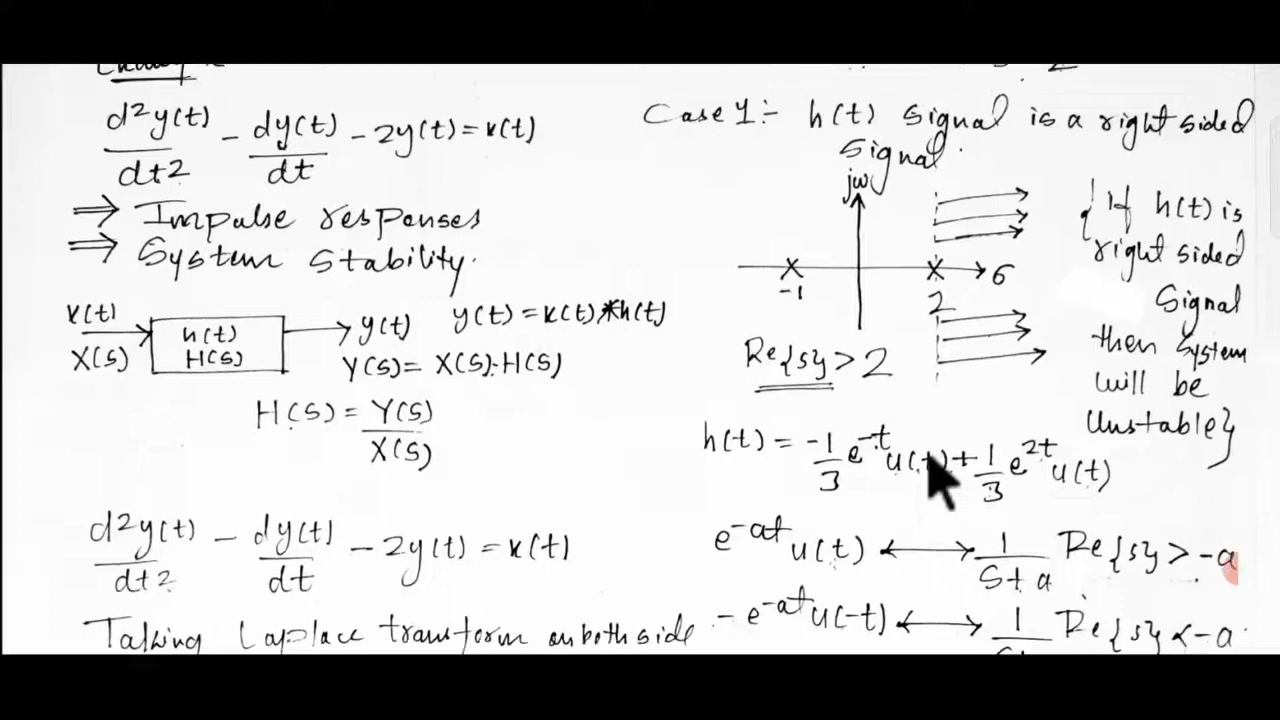 d²y(t)/dt2 - dy(t)/dt - 2y(t) = x(t)
⇒ Impulse responses
⇒ System Stability.
x(t)
X(S)
h(t)
H(S)
y(t) y(t) = x(t)*h(t)
Y(S) = X(S).H(S)
H(S) = Y(S)/X(S)
d²y(t)/dt2 - dy(t)/dt - 2y(t) = x(t)
Taking Laplace transform on both side
Case 1:- h(t) signal is a right sided
signal.
jw
-1
2
6
Re{s} > 2
{If h(t) is
right sided
Signal
then System
will be
Unstable}
h(t) = -1/3 e^-t u(t) + 1/3 e^2t u(t)
e^-at u(t) ↔ 1/S+a Re{s} > -a
- e^-at u(-t) ↔ 1 Re{s} < -a